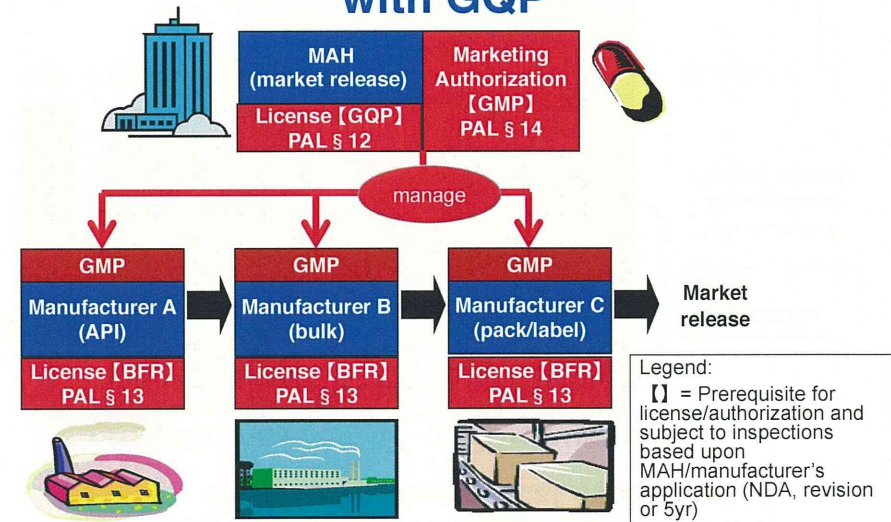 with GQP
MAH
(market release)
License【GQP】
PAL § 12
Marketing
Authorization
【GMP】
PAL § 14
manage
GMP
Manufacturer A
(API)
License【BFR】
PAL § 13
GMP
Manufacturer B
(bulk)
License【BFR】
PAL § 13
GMP
Manufacturer C
(pack/label)
License【BFR】
PAL § 13
Market
release
Legend:
【】 = Prerequisite for
license/authorization and
subject to inspections
based upon
MAH/manufacturer's
application (NDA, revision
or 5yr)